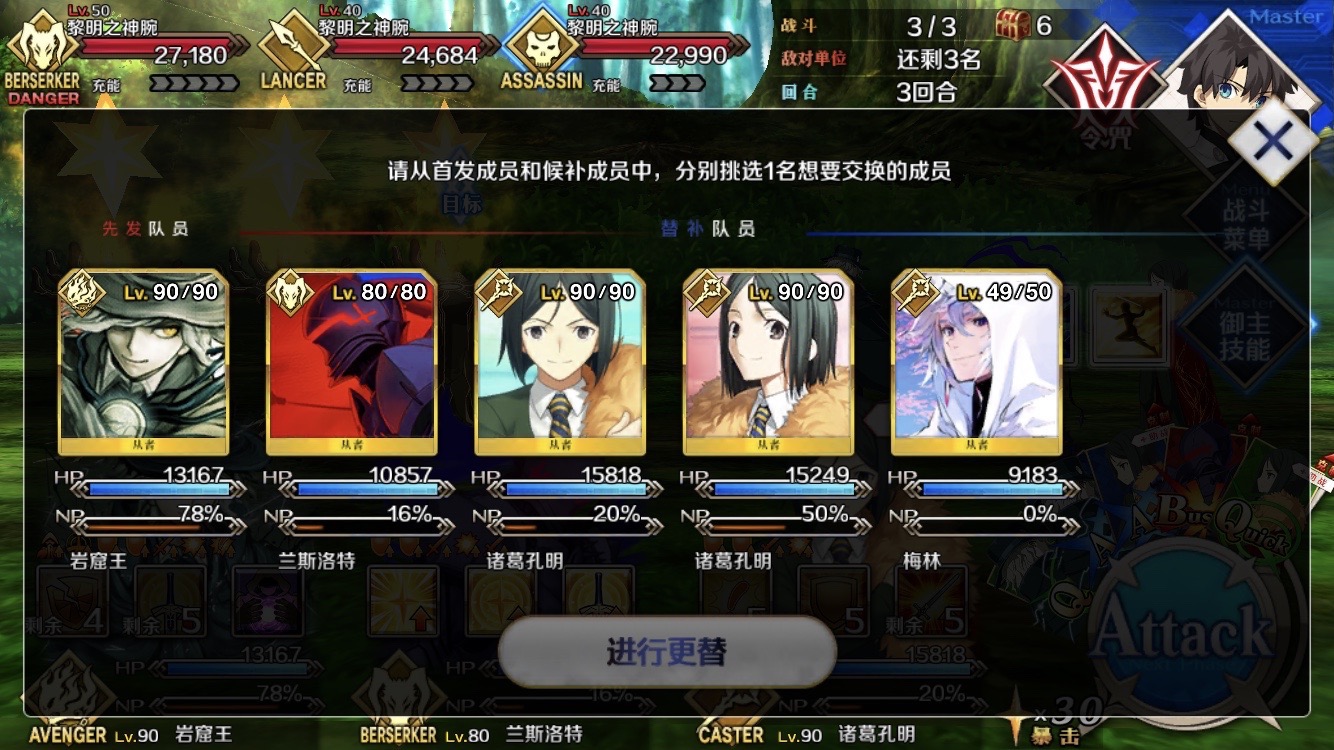 Lv.50
黎明之神腕
27,180
BERSERKER
充能
DANGER
Lv.40
黎明之神腕
24,684
LANCER
充能
Lv.40
黎明之神腕
22,990
ASSASSIN
充能
战斗 3/3 6
敌对单位 还剩3名
回合 3回合
Master
令咒
请从首发成员和候补成员中，分别挑选1名想要交换的成员
目标
先发队员
替补队员
战斗
菜单
御主
技能
Lv. 90/90
从者
HP 13167
NP 78%
岩窟王
Lv. 80/80
从者
HP 10857
NP 16%
兰斯洛特
Lv. 90/90
从者
HP 15818
NP 20%
诸葛孔明
Lv. 90/90
从者
HP 15249
NP 50%
诸葛孔明
Lv. 49/50
从者
HP 9183
NP 0%
梅林
剩余 4
剩余 5
5
5
剩余 5
进行更替
Bus
Quick
Attack
HP 13167
NP 78%
HP
NP 16%
15818
NP 20%
×30
暴击
AVENGER Lv.90 岩窟王
BERSERKER Lv.80 兰斯洛特
CASTER Lv.90 诸葛孔明